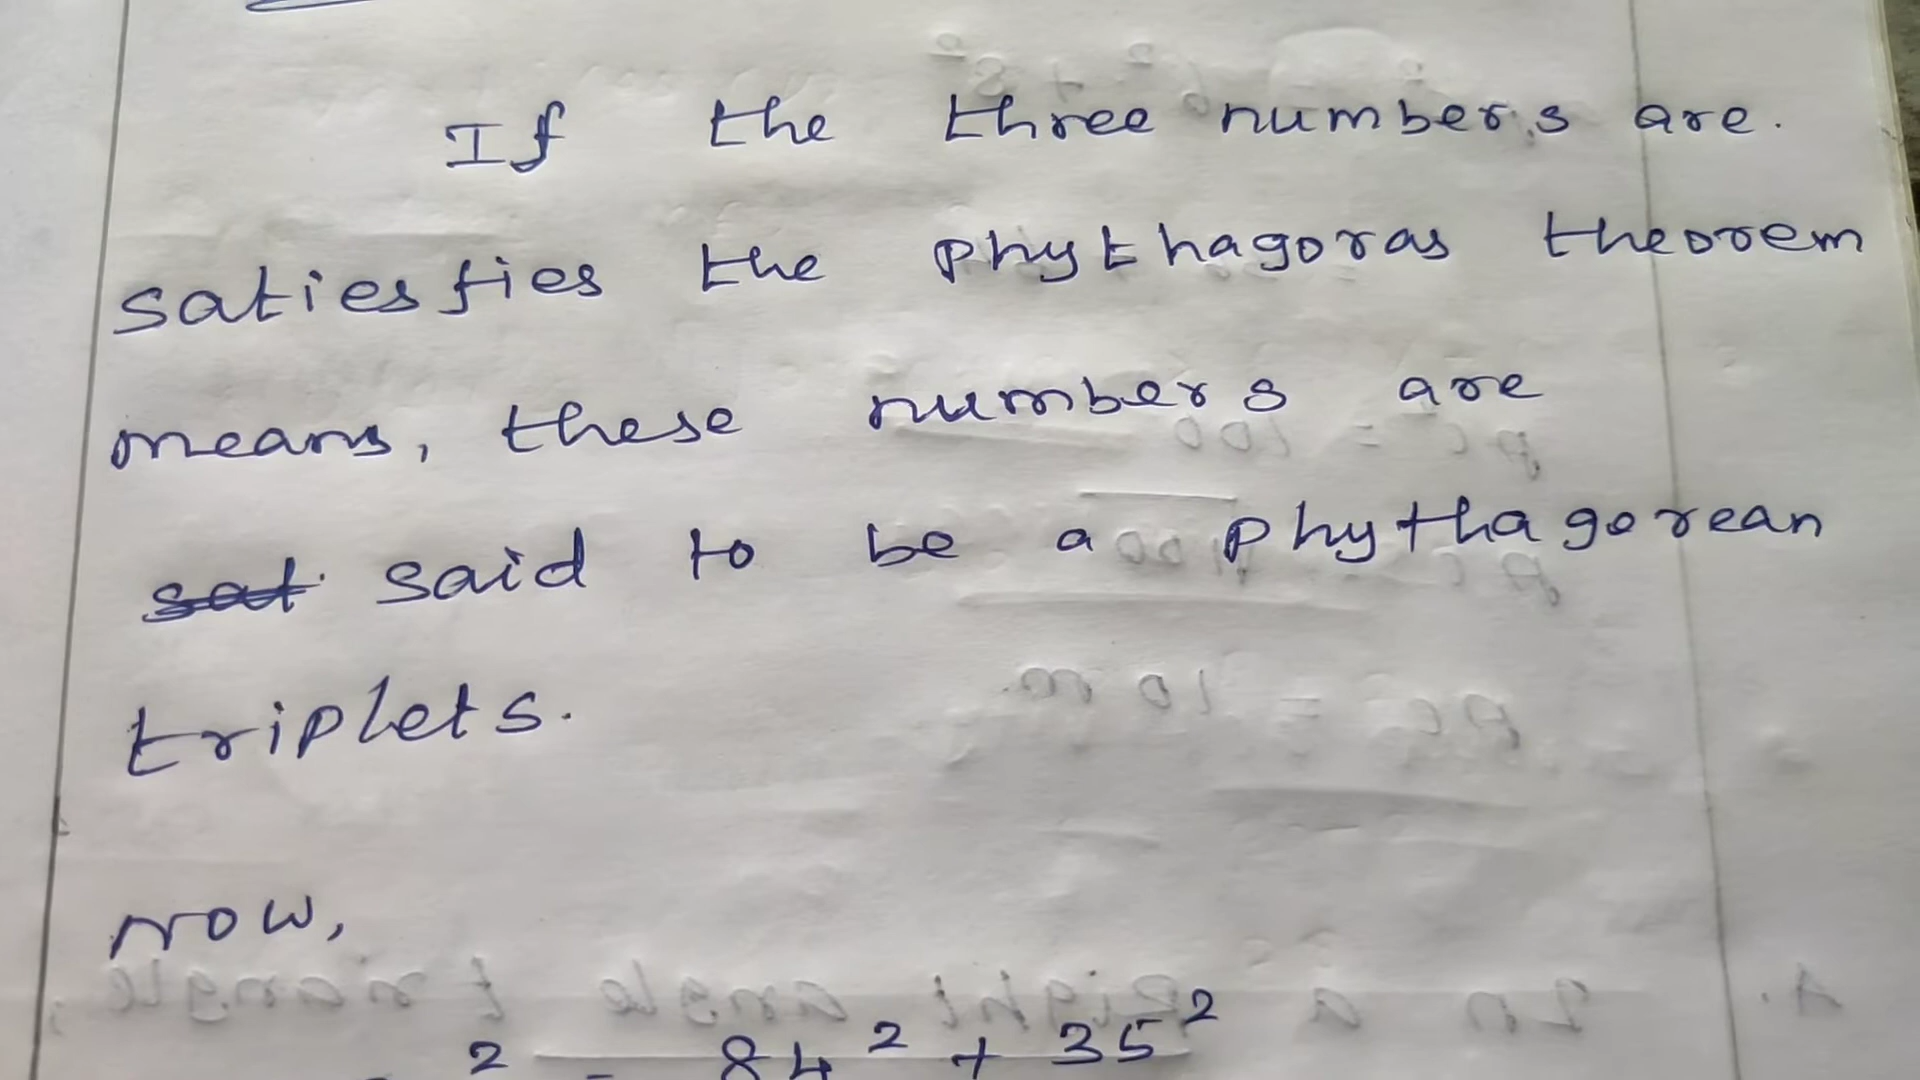 If the three numbers are.
satiesfies the phythagoras theorem
means, these numbers are
sat said to be a phythagorean
triplets.
Now,
2 = 84² + 35²